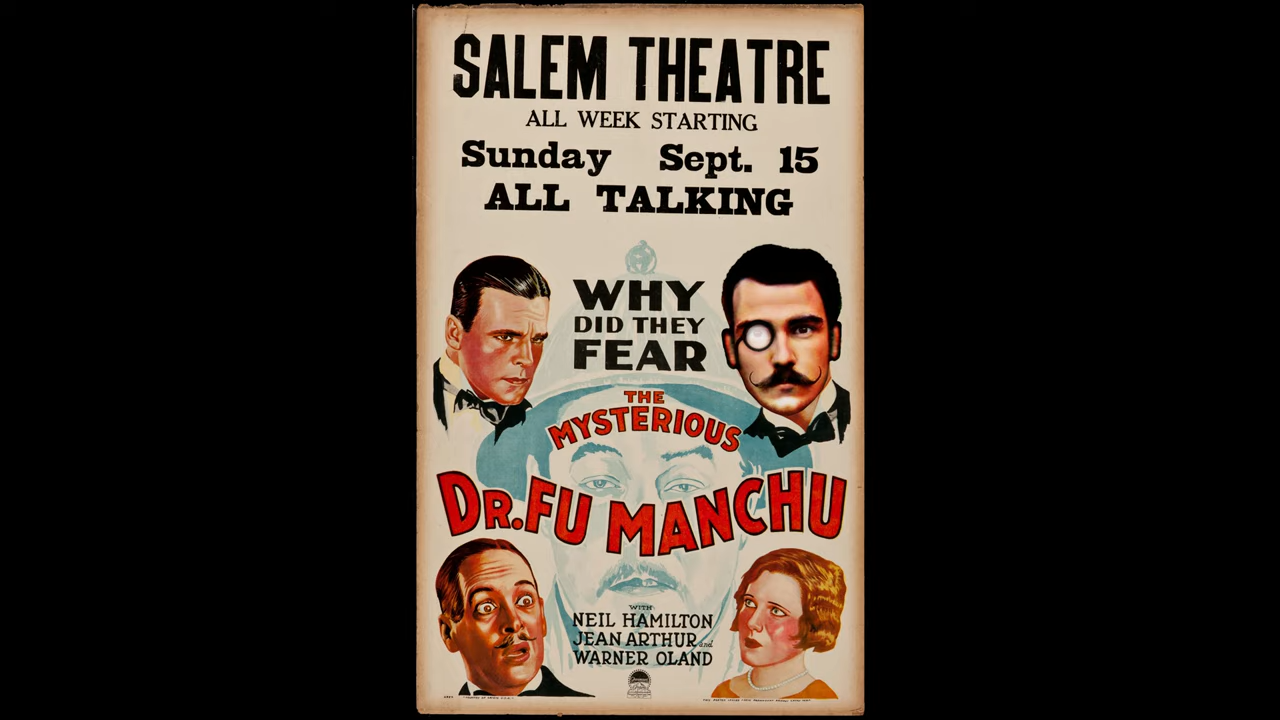 SALEM THEATRE
ALL WEEK STARTING
Sunday Sept. 15
ALL TALKING
WHY
DID THEY
FEAR
THE
MYSTERIOUS
DR. FU MANCHU
WITH
NEIL HAMILTON
JEAN ARTHUR and
WARNER OLAND